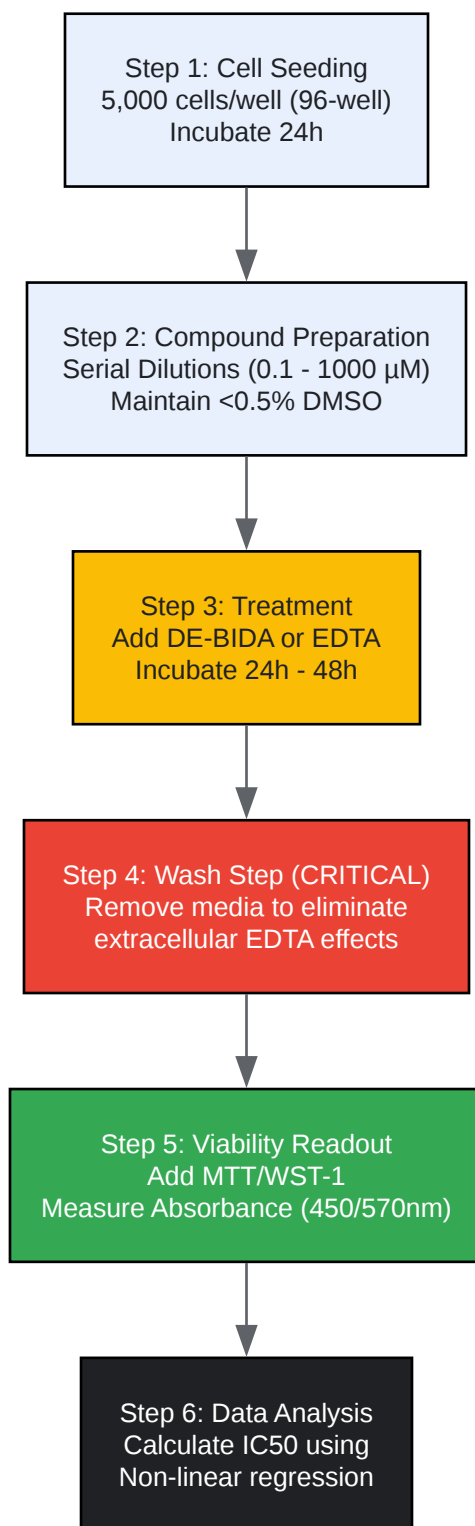 Step 1: Cell Seeding
5,000 cells/well (96-well)
Incubate 24h
Step 2: Compound Preparation
Serial Dilutions (0.1 - 1000 µM)
Maintain <0.5% DMSO
Step 3: Treatment
Add DE-BIDA or EDTA
Incubate 24h - 48h
Step 4: Wash Step (CRITICAL)
Remove media to eliminate
extracellular EDTA effects
Step 5: Viability Readout
Add MTT/WST-1
Measure Absorbance (450/570nm)
Step 6: Data Analysis
Calculate IC50 using
Non-linear regression